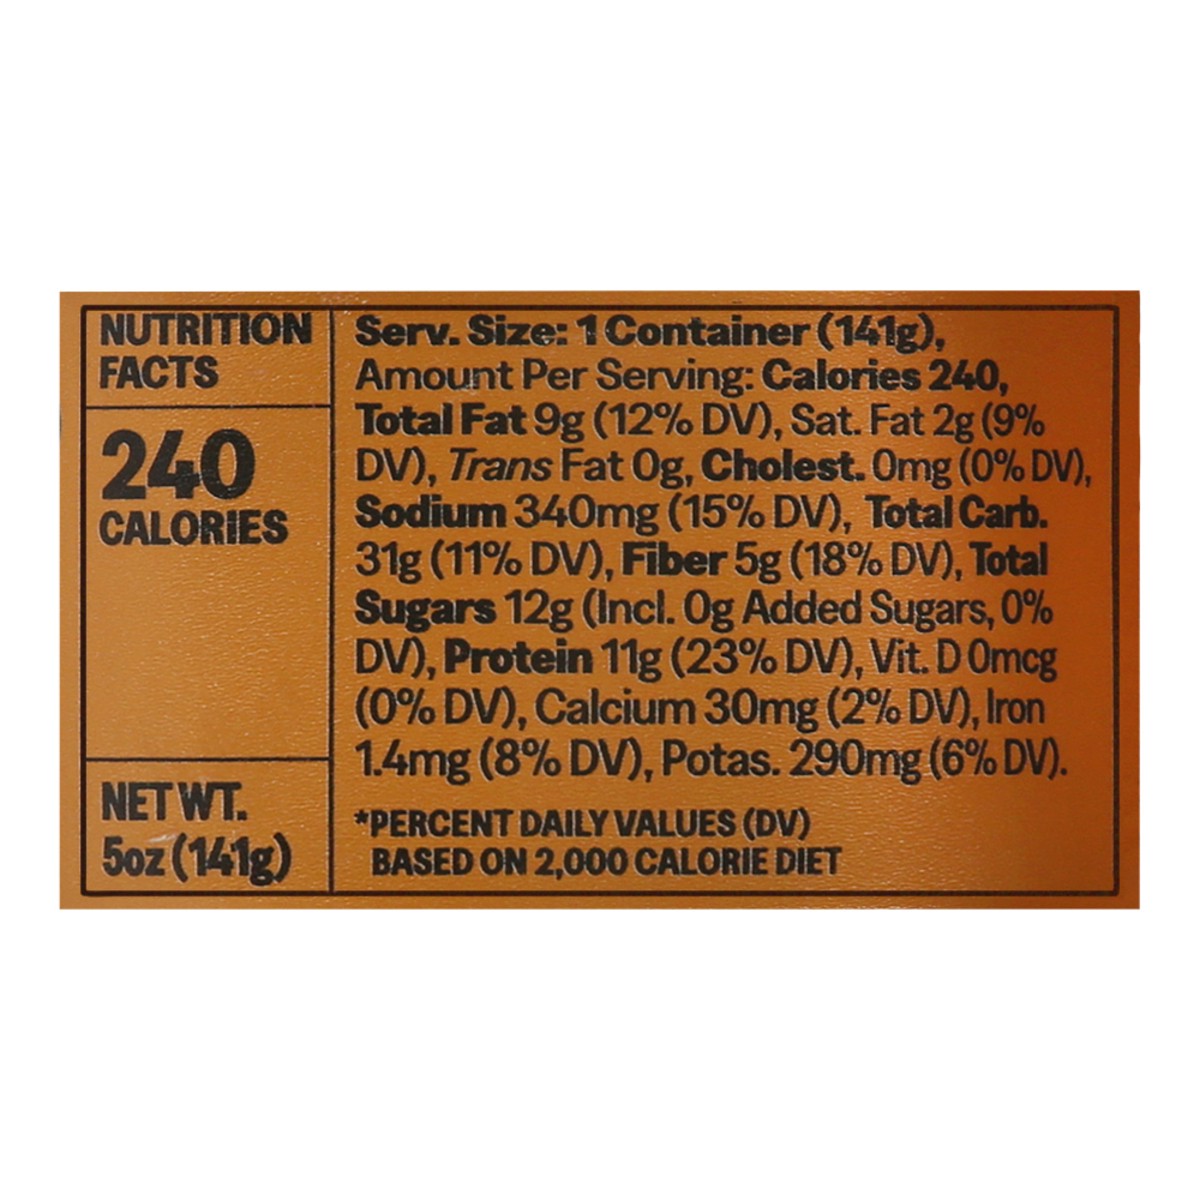 NUTRITION
FACTS
240
CALORIES
NET WT.
5oz (141g)
Serv. Size: 1 Container (141g),
Amount Per Serving: Calories 240,
Total Fat 9g (12% DV), Sat. Fat 2g (9%
DV), Trans Fat 0g, Cholest. 0mg (0% DV),
Sodium 340mg (15% DV), Total Carb.
31g (11% DV), Fiber 5g (18% DV), Total
Sugars 12g (Incl. 0g Added Sugars, 0%
DV), Protein 11g (23% DV), Vit. D 0mcg
(0% DV), Calcium 30mg (2% DV), Iron
1.4mg (8% DV), Potas. 290mg (6% DV).
*PERCENT DAILY VALUES (DV)
BASED ON 2,000 CALORIE DIET